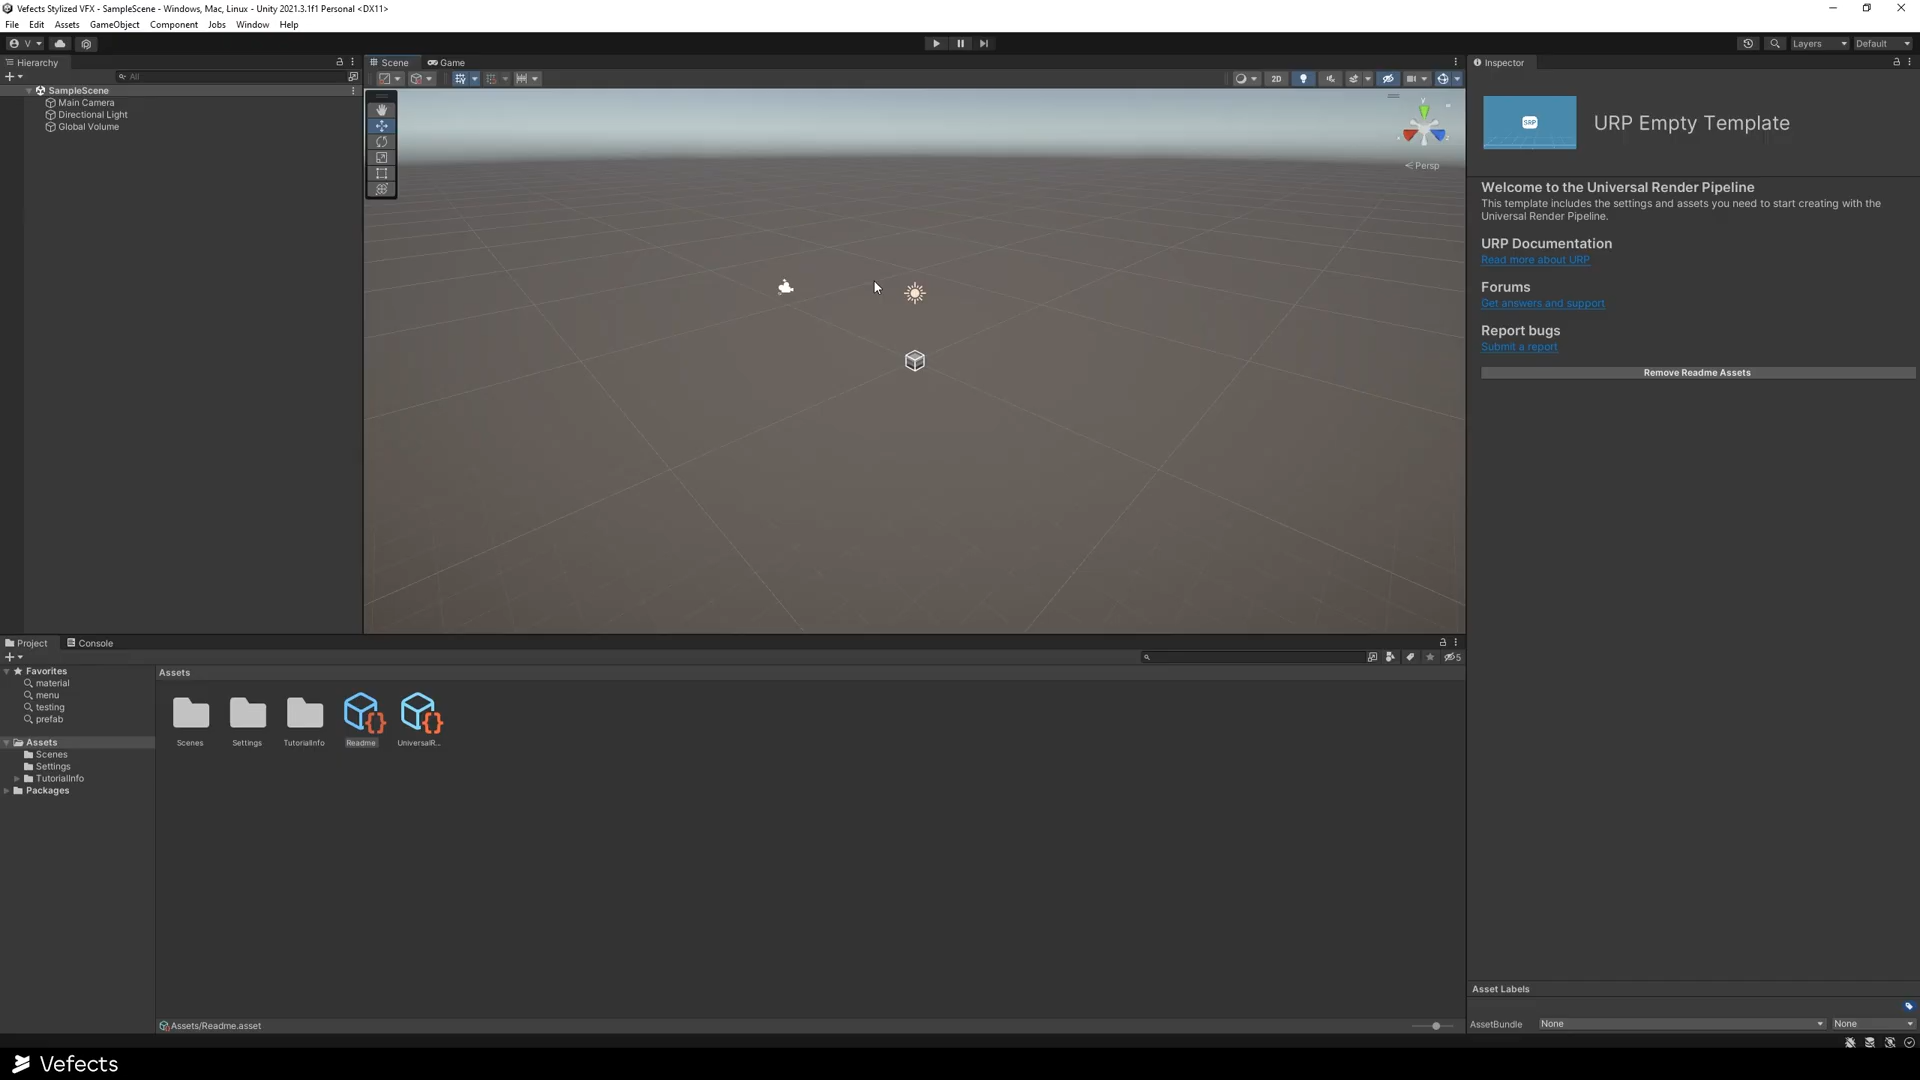 Vefects Stylized VFX - SampleScene - Windows, Mac, Linux - Unity 2021.3.1f1 Personal <DX11>
File Edit Assets GameObject Component Jobs Window Help
V
Layers Default
Hierarchy
All
SampleScene
Main Camera
Directional Light
Global Volume
Scene Game
2D
Y
Persp
Inspector
SRP
URP Empty Template
Welcome to the Universal Render Pipeline
This template includes the settings and assets you need to start creating with the
Universal Render Pipeline.
URP Documentation
Read more about URP
Forums
Get answers and support
Report bugs
Submit a report
Remove Readme Assets
Project Console
5
Favorites
material
menu
testing
prefab
Assets
Scenes
Settings
TutorialInfo
Packages
Assets
Scenes
Settings
TutorialInfo
Readme
UniversalR...
Assets/Readme.asset
Asset Labels
AssetBundle None None
Vefects